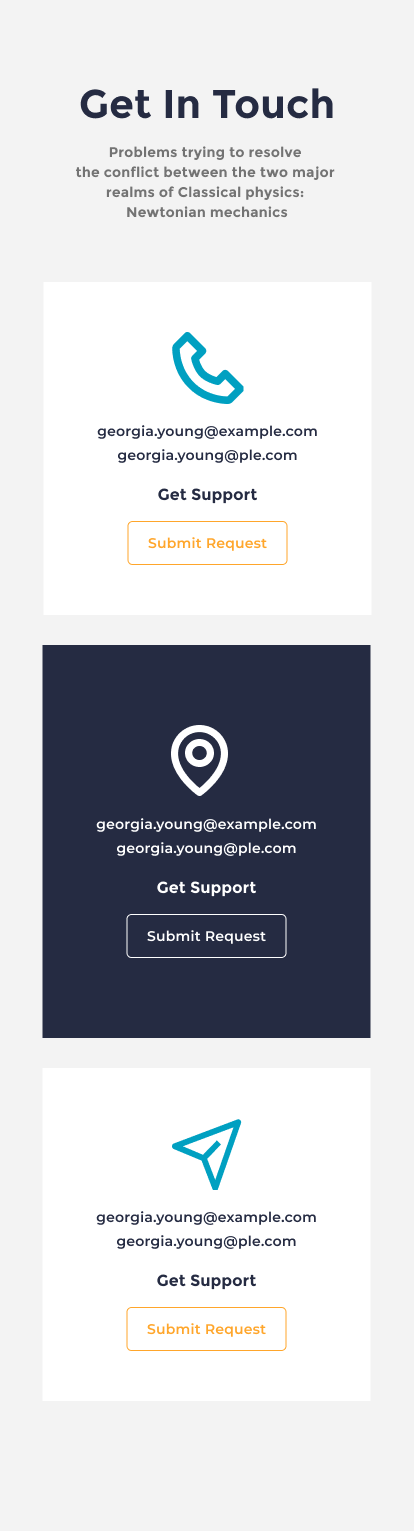 Get In Touch
Problems trying to resolve
the conflict between the two major
realms of Classical physics:
Newtonian mechanics
georgia.young@example.com
georgia.young@ple.com
Get Support
Submit Request
georgia.young@example.com
georgia.young@ple.com
Get Support
Submit Request
georgia.young@example.com
georgia.young@ple.com
Get Support
Submit Request